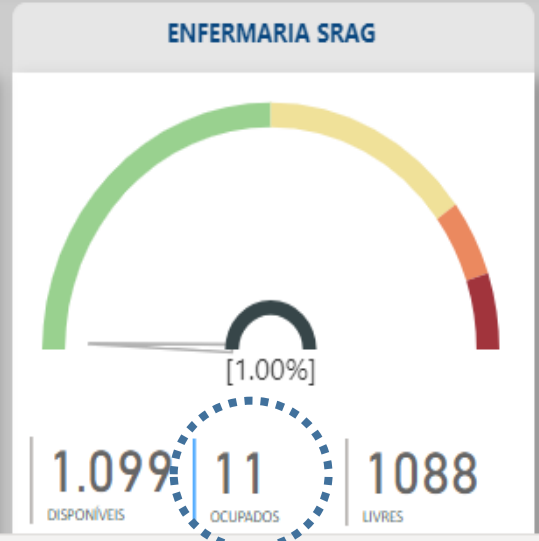 ENFERMARIA SRAG
[1.00%]
1.099 11 1088
DISPONÍVEIS OCUPADOS LIVRES